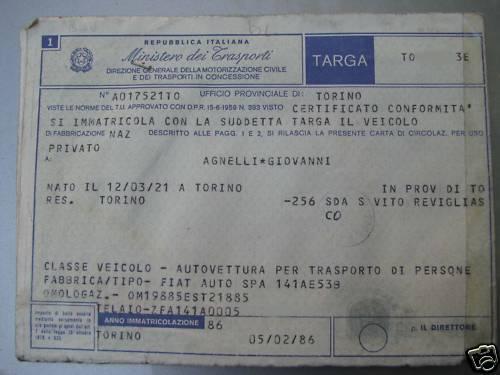 1
REPUBBLICA ITALIANA
Ministero dei Trasporti
DIREZIONE GENERALE DELLA MOTORIZZAZIONE CIVILE
E DEI TRASPORTI IN CONCESSIONE
TARGA
TO 3E
N° A0175211TO UFFICIO PROVINCIALE DI: TORINO
VISTE LE NORME DEL T.U. APPROVATO CON D.P.R. 15-6-1959 N. 393 VISTO CERTIFICATO CONFORMITA'
SI IMMATRICOLA CON LA SUDDETTA TARGA IL VEICOLO
DI FABBRICAZIONE NAZ DESCRITTO ALLE PAGG. 1 E 2, SI RILASCIA LA PRESENTE CARTA DI CIRCOLAZ. PER USO
PRIVATO
A: AGNELLI*GIOVANNI
NATO IL 12/03/21 A TORINO IN PROV DI TO
RES. TORINO -256 SDA S VITO REVIGLIAS
CO
CLASSE VEICOLO - AUTOVETTURA PER TRASPORTO DI PERSONE
FABBRICA/TIPO- FIAT AUTO SPA 141AE53B
OMOLOGAZ.- OM19885EST21885
TELAIO-ZFA141A0005
ANNO IMMATRICOLAZIONE 86
TORINO 05/02/86
p. IL DIRETTORE
ebay